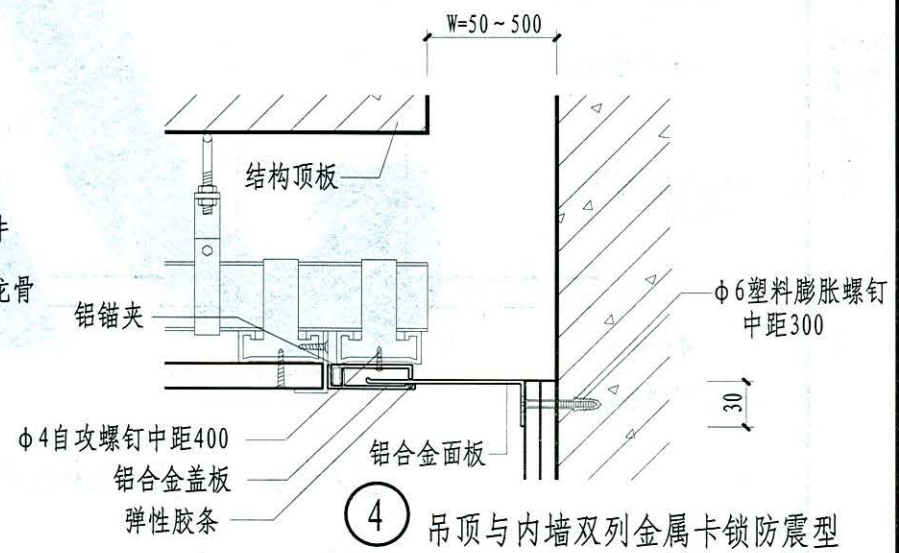 W=50~500
结构顶板
件
龙骨
铝锚夹
φ6塑料膨胀螺钉
中距300
30
φ4自攻螺钉中距400
铝合金面板
铝合金盖板
弹性胶条
4 吊顶与内墙双列金属卡锁防震型